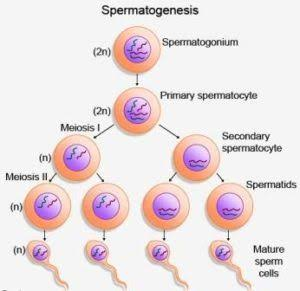 Spermatogenesis
Spermatogonium
(2n)
Primary spermatocyte
(2n)
Meiosis I
Secondary
spermatocyte
(n)
Meiosis II
Spermatids
(n)
(n)
Mature
sperm
cells